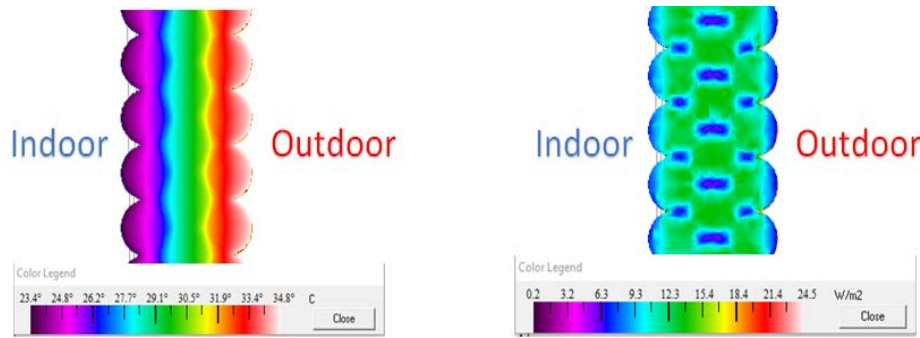 Indoor
Outdoor
Color Legend
23.4° 24.8° 26.2° 27.7° 29.1° 30.5° 31.9° 33.4° 34.8° C
Close
Indoor
Outdoor
Color Legend
0.2 3.2 6.3 9.3 12.3 15.4 18.4 21.4 24.5 W/m2
Close